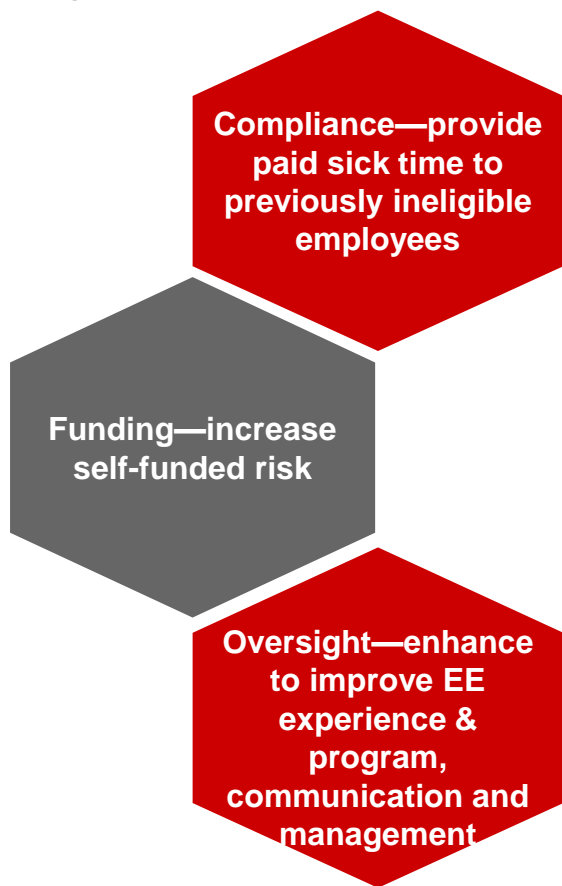 Compliance—provide
paid sick time to
previously ineligible
employees
Funding—increase
self-funded risk
Oversight—enhance
to improve EE
experience &
program,
communication and
management